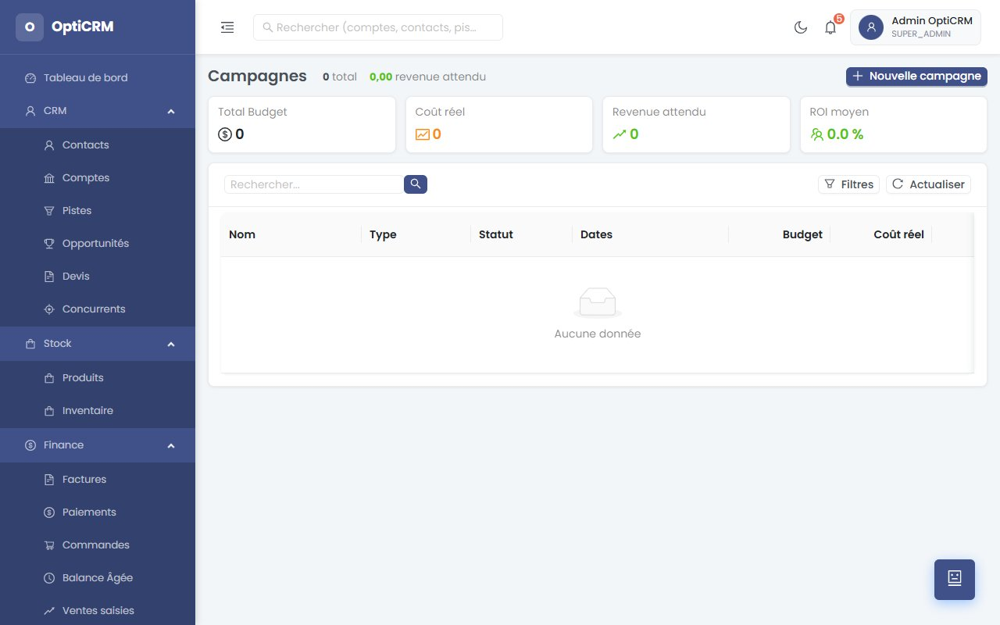 O OptiCRM
Rechercher (comptes, contacts, pis...
5
Admin OptiCRM
SUPER_ADMIN
Tableau de bord
CRM
Contacts
Comptes
Pistes
Opportunités
Devis
Concurrents
Stock
Produits
Inventaire
Finance
Factures
Paiements
Commandes
Balance Âgée
Ventes saisies
Campagnes 0 total 0,00 revenue attendu
Nouvelle campagne
Total Budget
0
Coût réel
0
Revenue attendu
0
ROI moyen
0.0 %
Rechercher...
Filtres
Actualiser
Nom Type Statut Dates Budget Coût réel
Aucune donnée